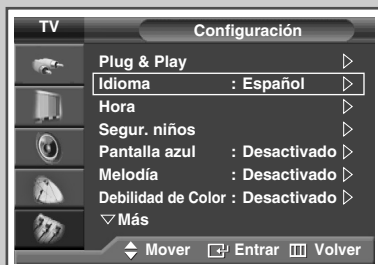 TV Configuración
Plug & Play
Idioma : Español
Hora
Segur. niños
Pantalla azul : Desactivado
Melodía : Desactivado
Debilidad de Color : Desactivado
Más
Mover Entrar Volver